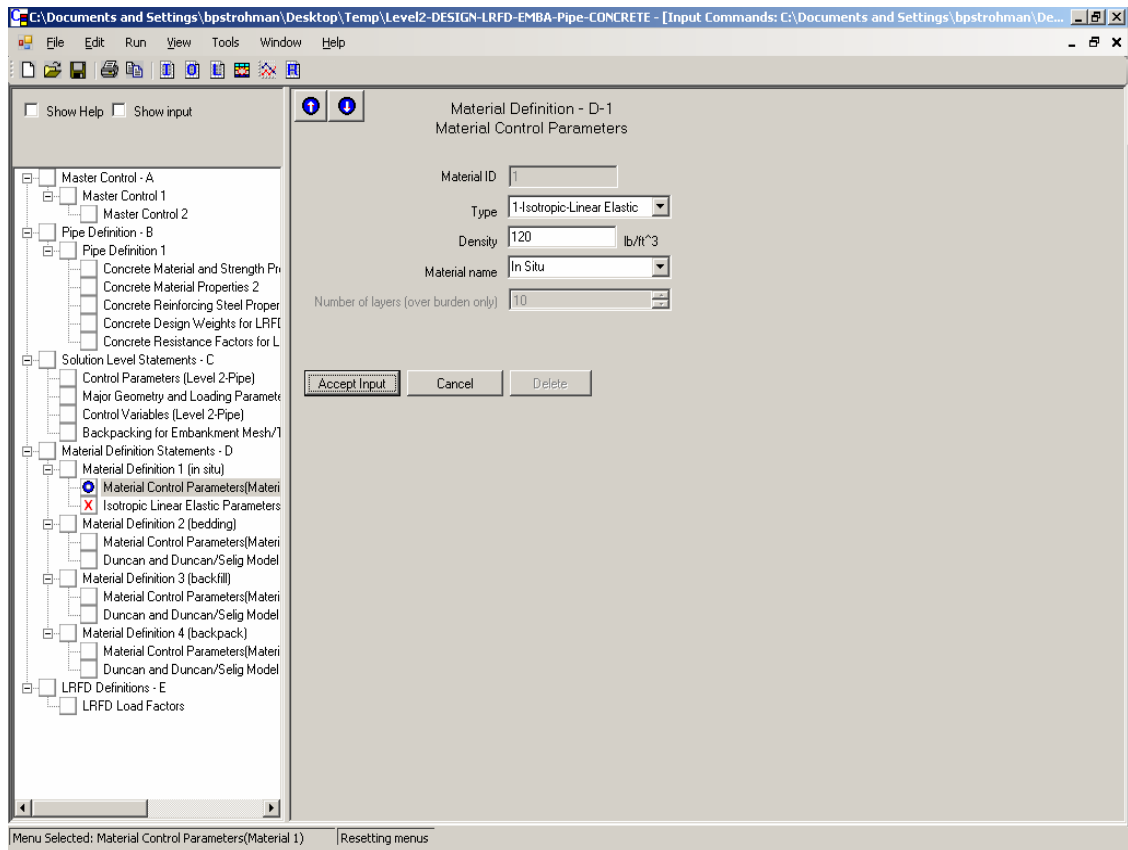 C:\Documents and Settings\bpstrohman\Desktop\Temp\Level2-DESIGN-LRFD-EMBA-Pipe-CONCRETE - [Input Commands: C:\Documents and Settings\bpstrohman\De...
File Edit Run View Tools Window Help
Show Help Show input
Master Control - A
Master Control 1
Master Control 2
Pipe Definition - B
Pipe Definition 1
Concrete Material and Strength Pr
Concrete Material Properties 2
Concrete Reinforcing Steel Proper
Concrete Design Weights for LRF
Concrete Resistance Factors for L
Solution Level Statements - C
Control Parameters (Level 2-Pipe)
Major Geometry and Loading Paramete
Control Variables (Level 2-Pipe)
Backpacking for Embankment Mesh/T
Material Definition Statements - D
Material Definition 1 (in situ)
Material Control Parameters(Materi
Isotropic Linear Elastic Parameters
Material Definition 2 (bedding)
Material Control Parameters(Materi
Duncan and Duncan/Selig Model
Material Definition 3 (backfill)
Material Control Parameters(Materi
Duncan and Duncan/Selig Model
Material Definition 4 (backpack)
Material Control Parameters(Materi
Duncan and Duncan/Selig Model
LRFD Definitions - E
LRFD Load Factors
Material Definition - D-1
Material Control Parameters
Material ID 1
Type 1-Isotropic-Linear Elastic
Density 120 lb/ft^3
Material name In Situ
Number of layers (over burden only) 10
Accept Input Cancel Delete
Menu Selected: Material Control Parameters(Material 1) Resetting menus